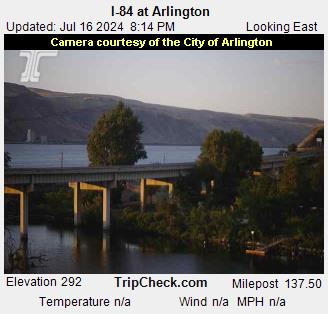 I-84 at Arlington
Updated: Jul 16 2024 8:14 PM Looking East
Camera courtesy of the City of Arlington
Elevation 292 TripCheck.com Milepost 137.50
Temperature n/a Wind n/a MPH n/a